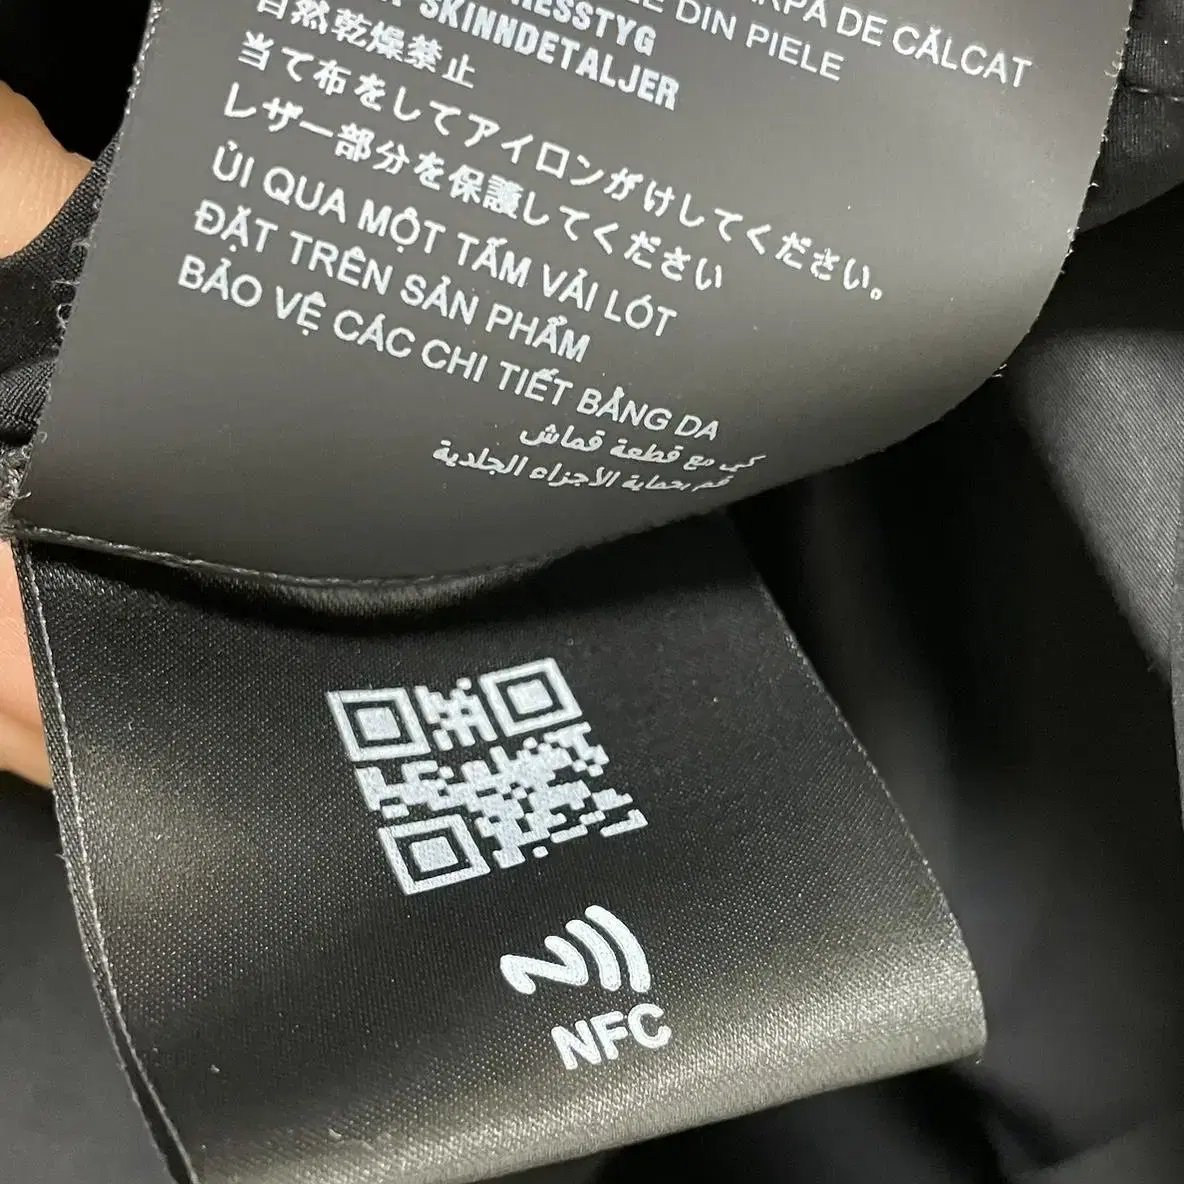 DE CĂLCAT
DIN PIELE
PRESSTYG
SKINNDETALJER
自然乾燥禁止
当て布をしてアイロンがけしてください。
レザー部分を保護してください
ỦI QUA MỘT TẤM VẢI LÓT
ĐẶT TRÊN SẢN PHẨM
BẢO VỆ CÁC CHI TIẾT BẰNG DA
كي مع قطعة قماش
قم بحماية الأجزاء الجلدية
NFC